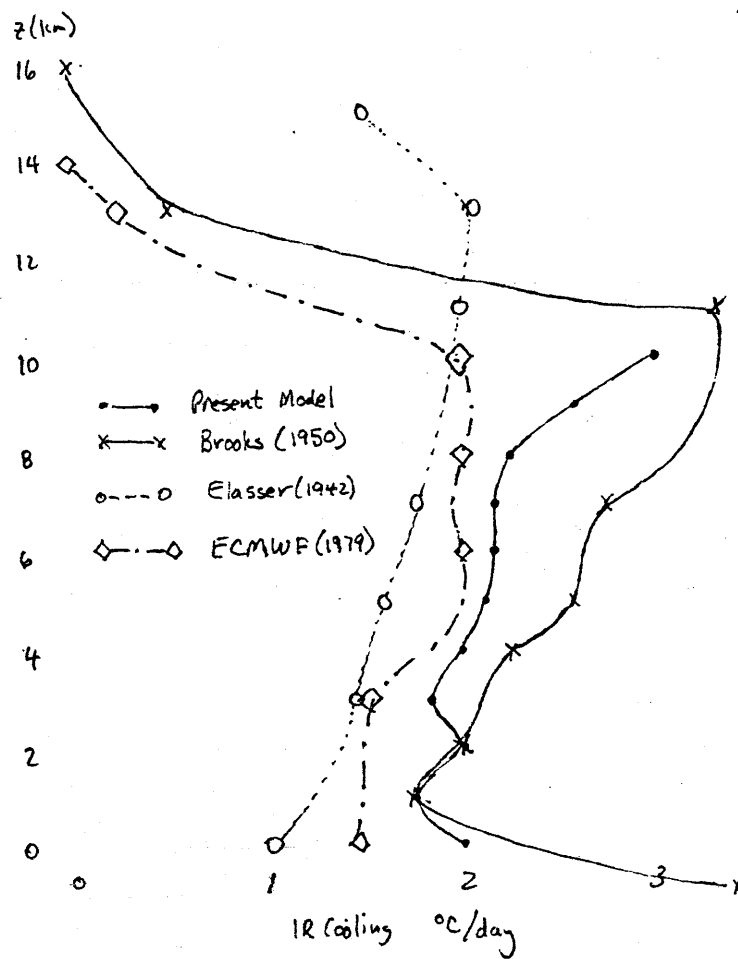 z(km)
16
14
12
10
8
6
4
2
0
Present Model
Brooks (1950)
Elasser (1942)
ECMWF (1979)
0 1 2 3
IR Cooling °C/day